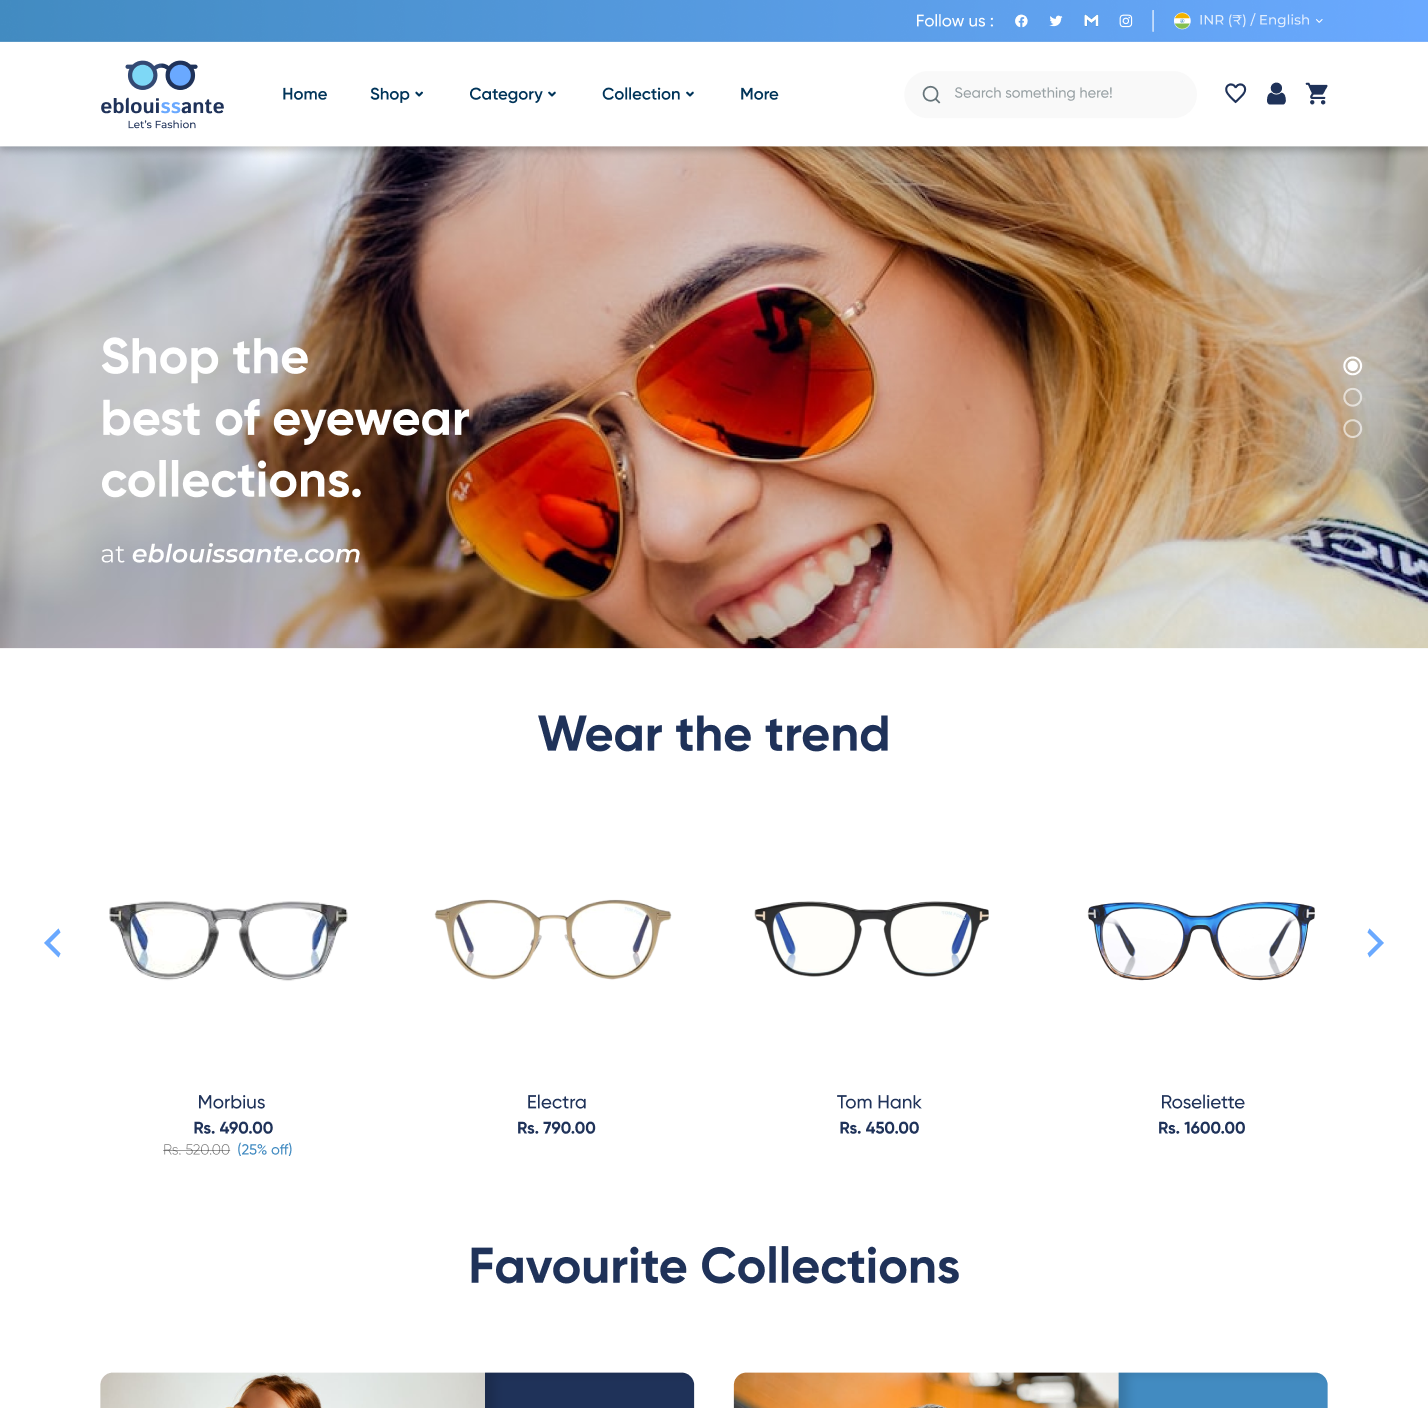 Follow us :
INR (₹) / English
eblouissante
Let's Fashion
Home
Shop
Category
Collection
More
Search something here!
Shop the
best of eyewear
collections.
at eblouissante.com
Wear the trend
Morbius
Rs. 490.00
Rs. 520.00 (25% off)
Electra
Rs. 790.00
Tom Hank
Rs. 450.00
Roseliette
Rs. 1600.00
Favourite Collections